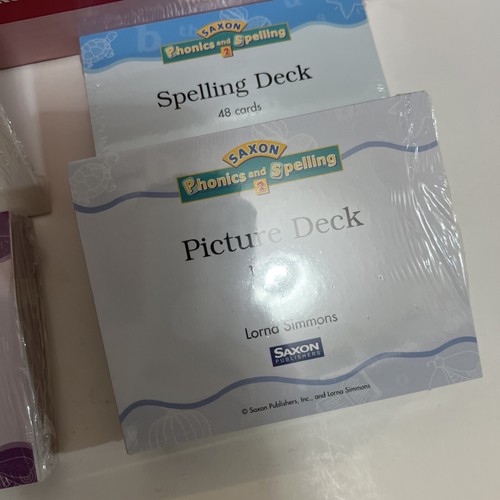 SAXON
Phonics and Spelling
2
Spelling Deck
48 cards
SAXON
Phonics and Spelling
2
Picture Deck
Lorna Simmons
SAXON
PUBLISHERS
© Saxon Publishers, Inc., and Lorna Simmons